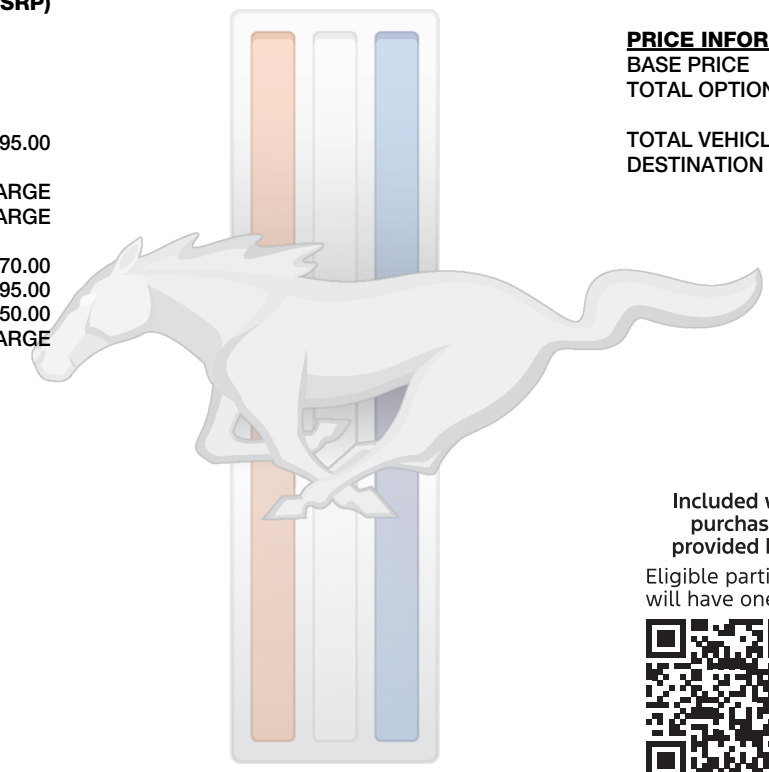 SRP)
95.00
ARGE
ARGE
70.00
95.00
50.00
ARGE
PRICE INFOR
BASE PRICE
TOTAL OPTION
TOTAL VEHICL
DESTINATION
Included w
purchas
provided b
Eligible parti
will have one